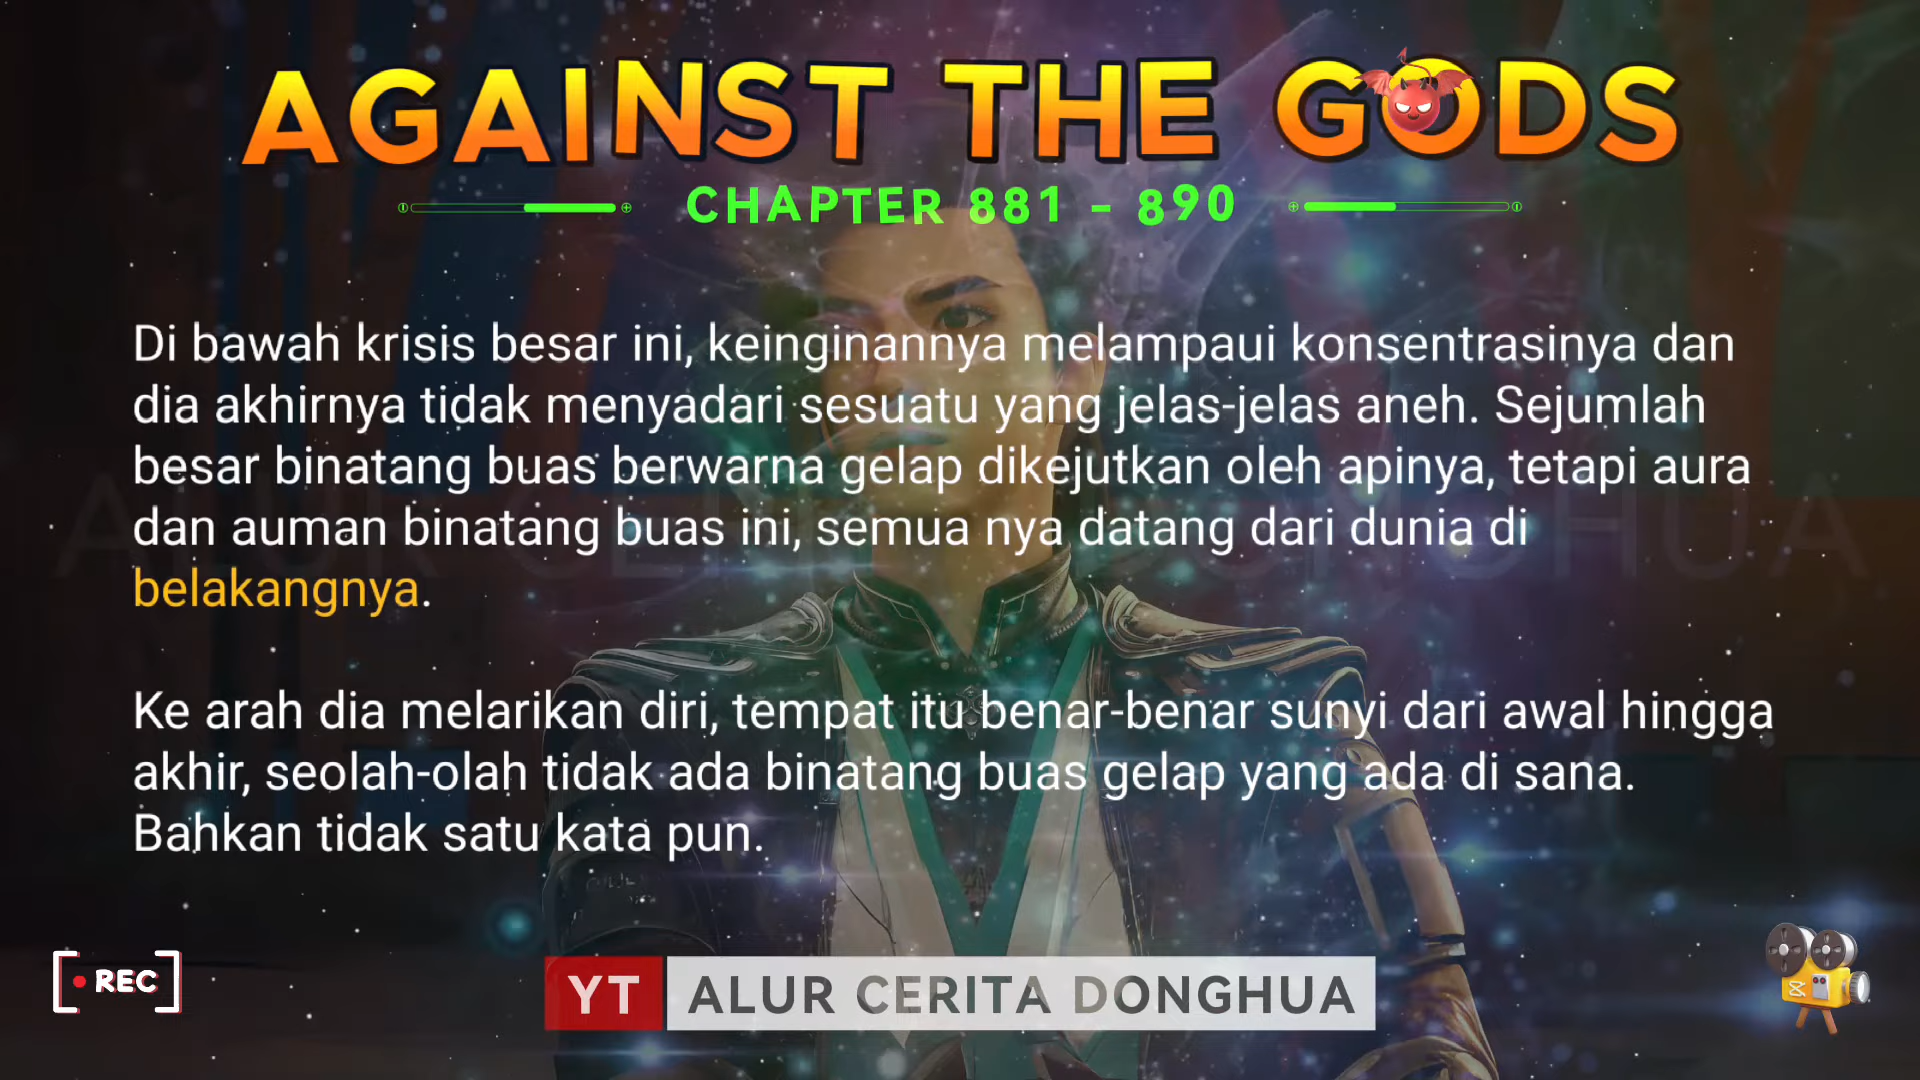 AGAINST THE GODS
CHAPTER 881 - 890
Di bawah krisis besar ini, keinginannya melampaui konsentrasinya dan
dia akhirnya tidak menyadari sesuatu yang jelas-jelas aneh. Sejumlah
besar binatang buas berwarna gelap dikejutkan oleh apinya, tetapi aura
dan auman binatang buas ini, semua nya datang dari dunia di
belakangnya.
Ke arah dia melarikan diri, tempat itu benar-benar sunyi dari awal hingga
akhir, seolah-olah tidak ada binatang buas gelap yang ada di sana.
Bahkan tidak satu kata pun.
ALUR CERITA DONGHUA
REC
YT ALUR CERITA DONGHUA